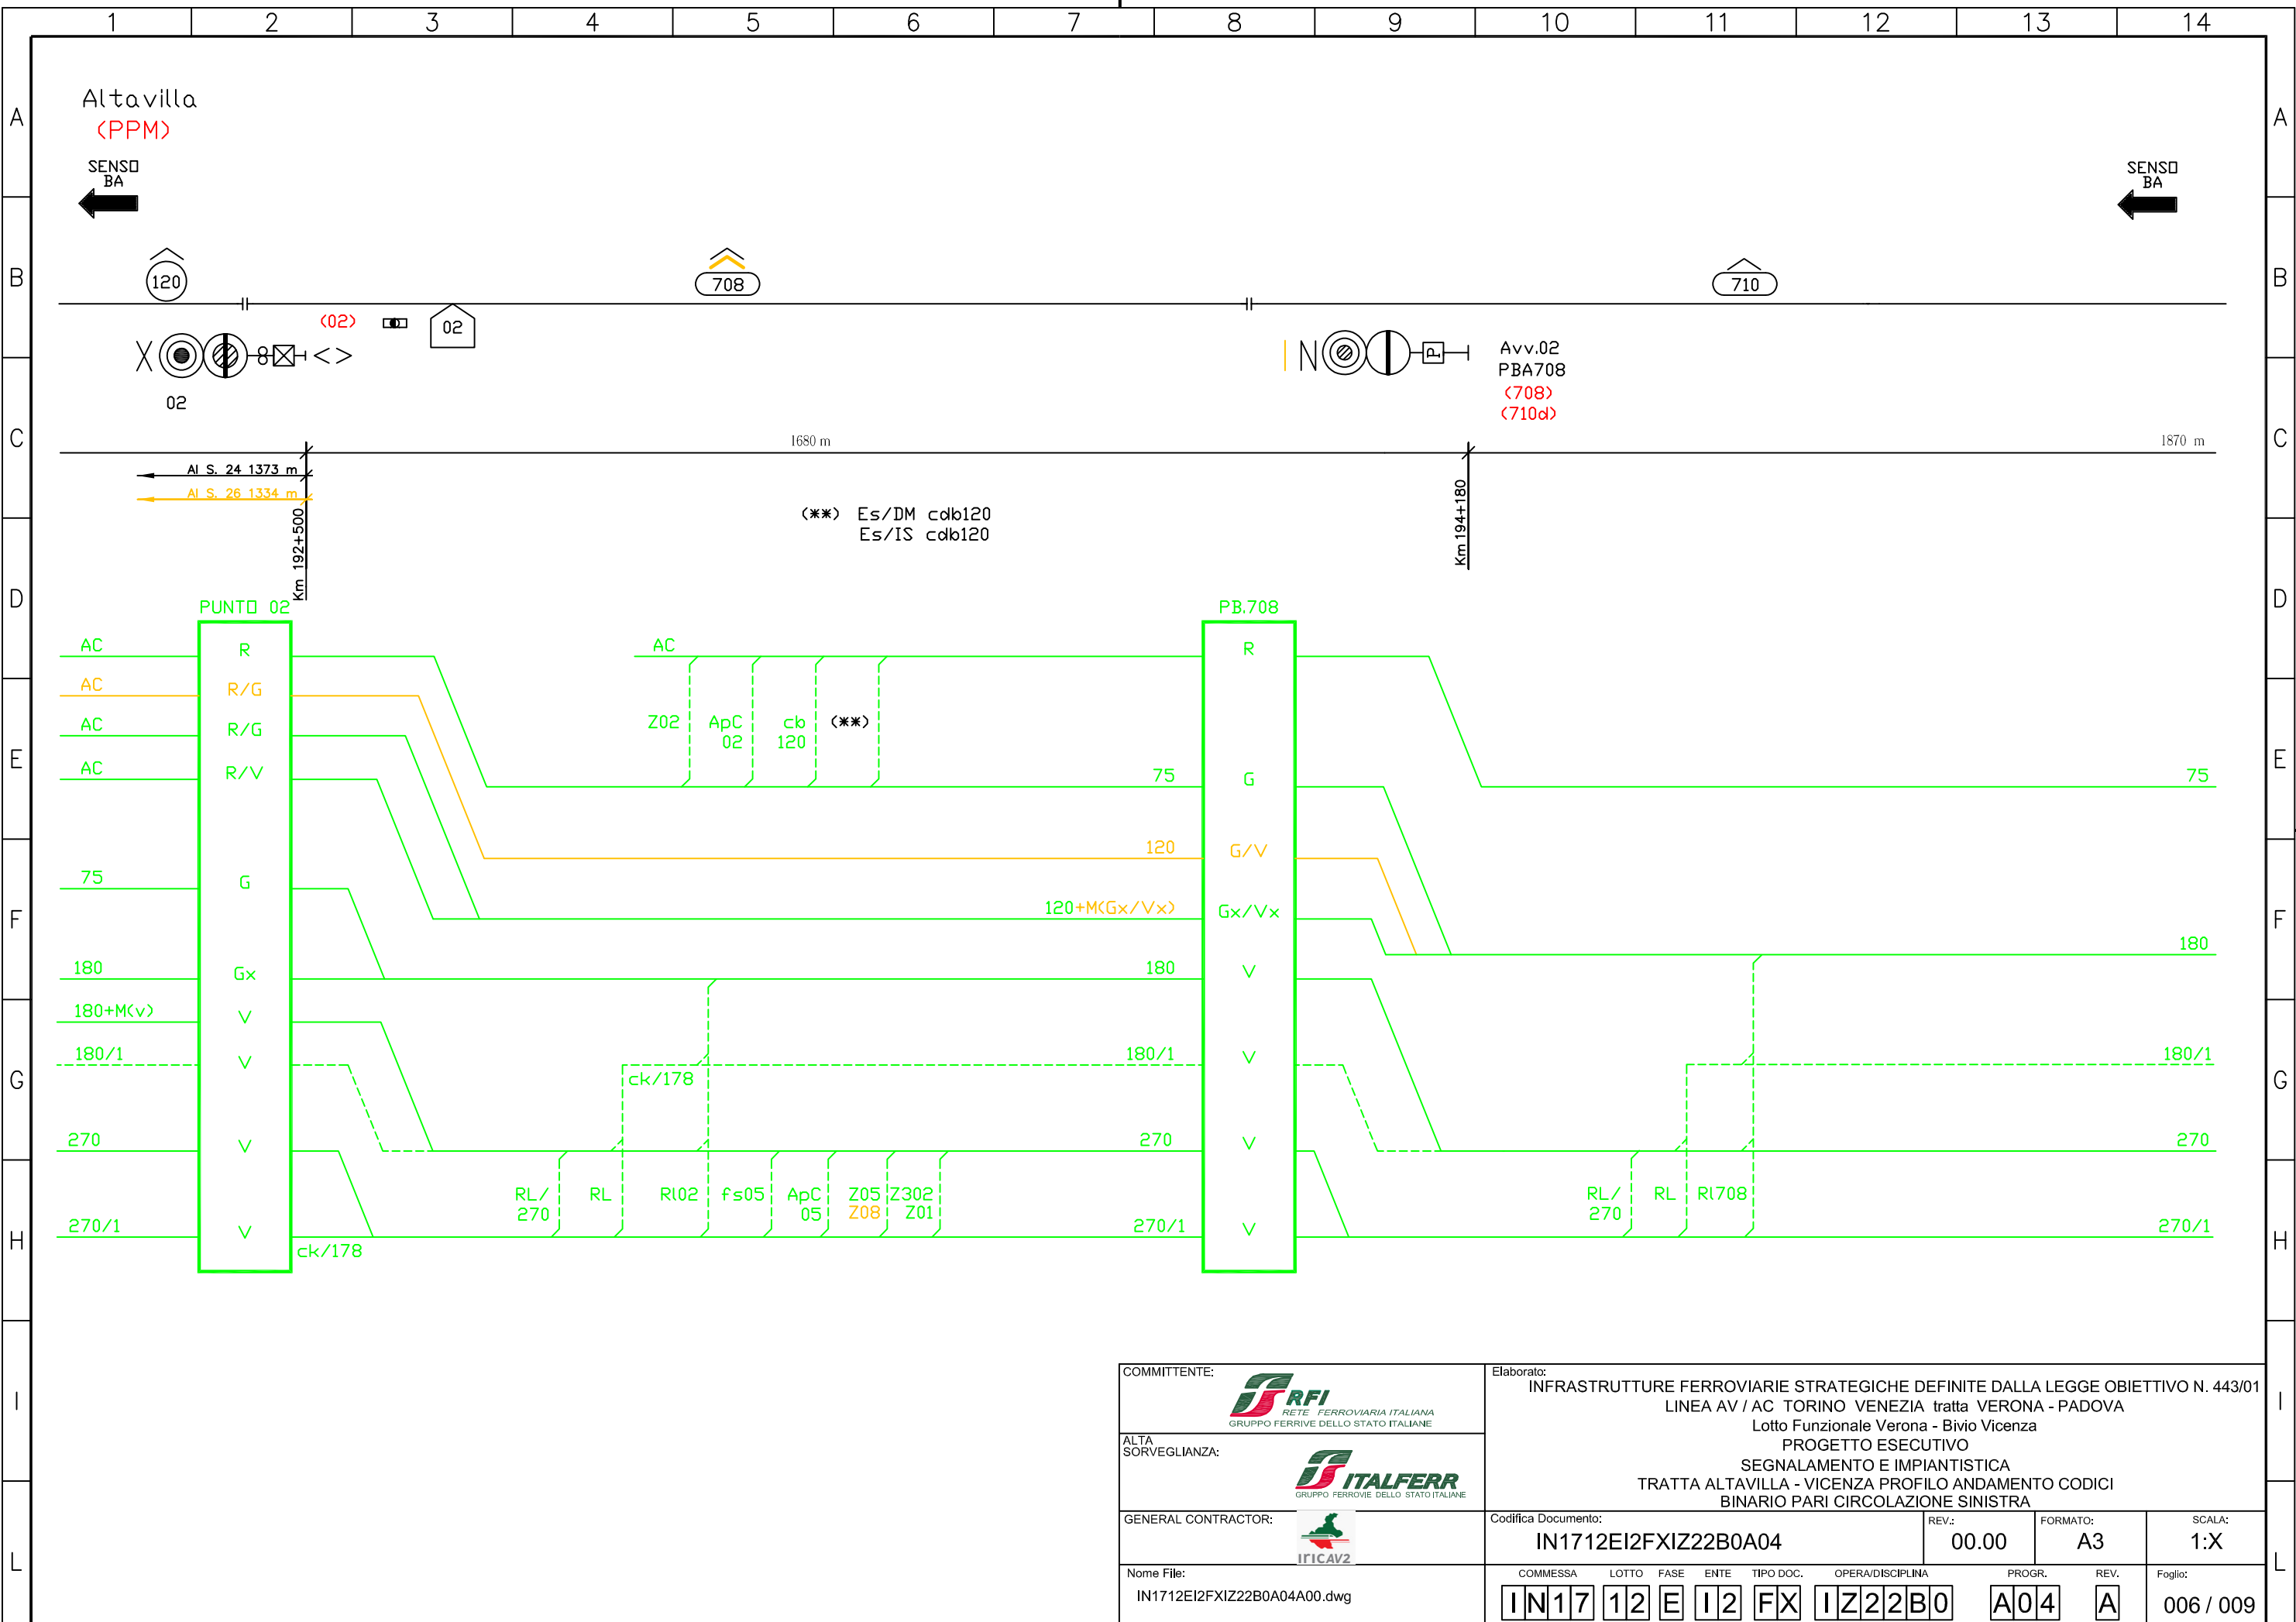 1 2 3 4 5 6 7 8 9 10 11 12 13 14
A A
Altavilla
(PPM)
SENSO
BA
SENSO
BA
B B
120
708
710
(02)
02
X
8
< >
N
P
Avv.02
PBA708
(708)
(710d)
02
C C
1680 m
1870 m
Al S. 24 1373 m
Al S. 26 1334 m
Km 192+500
Km 194+180
(**) Es/DM cdb120
Es/IS cdb120
D D
PUNTO 02
PB.708
AC R AC R
AC R/G
AC R/G
Z02 ApC
02 cb
120 (**)
E E
AC R/V
75 G 75
120 G/V
75 G
F F
120+M(Gx/Vx) Gx/Vx
180
180 Gx 180 V
180+M(v) V
180/1 V 180/1 V 180/1
ck/178
G G
270 V 270 V 270
RL/
270 RL Rl02 fs05 ApC
05 Z05
Z08 Z302
Z01
RL/
270 RL Rl708
H H
270/1 V 270/1 V 270/1
ck/178
I I
L L
COMMITTENTE:
RFI
RETE FERROVIARIA ITALIANA
GRUPPO FERRIVE DELLO STATO ITALIANE
ALTA
SORVEGLIANZA:
ITALFERR
GRUPPO FERROVIE DELLO STATO ITALIANE
GENERAL CONTRACTOR:
IrICAV2
Nome File:
IN1712EI2FXIZ22B0A04A00.dwg
Elaborato:
INFRASTRUTTURE FERROVIARIE STRATEGICHE DEFINITE DALLA LEGGE OBIETTIVO N. 443/01
LINEA AV / AC TORINO VENEZIA tratta VERONA - PADOVA
Lotto Funzionale Verona - Bivio Vicenza
PROGETTO ESECUTIVO
SEGNALAMENTO E IMPIANTISTICA
TRATTA ALTAVILLA - VICENZA PROFILO ANDAMENTO CODICI
BINARIO PARI CIRCOLAZIONE SINISTRA
Codifica Documento:
IN1712EI2FXIZ22B0A04
REV.:
00.00
FORMATO:
A3
SCALA:
1:X
COMMESSA LOTTO FASE ENTE TIPO DOC. OPERA/DISCIPLINA PROGR. REV.
IN17 12 E I2 FX IZ22B0 A04 A
Foglio:
006 / 009